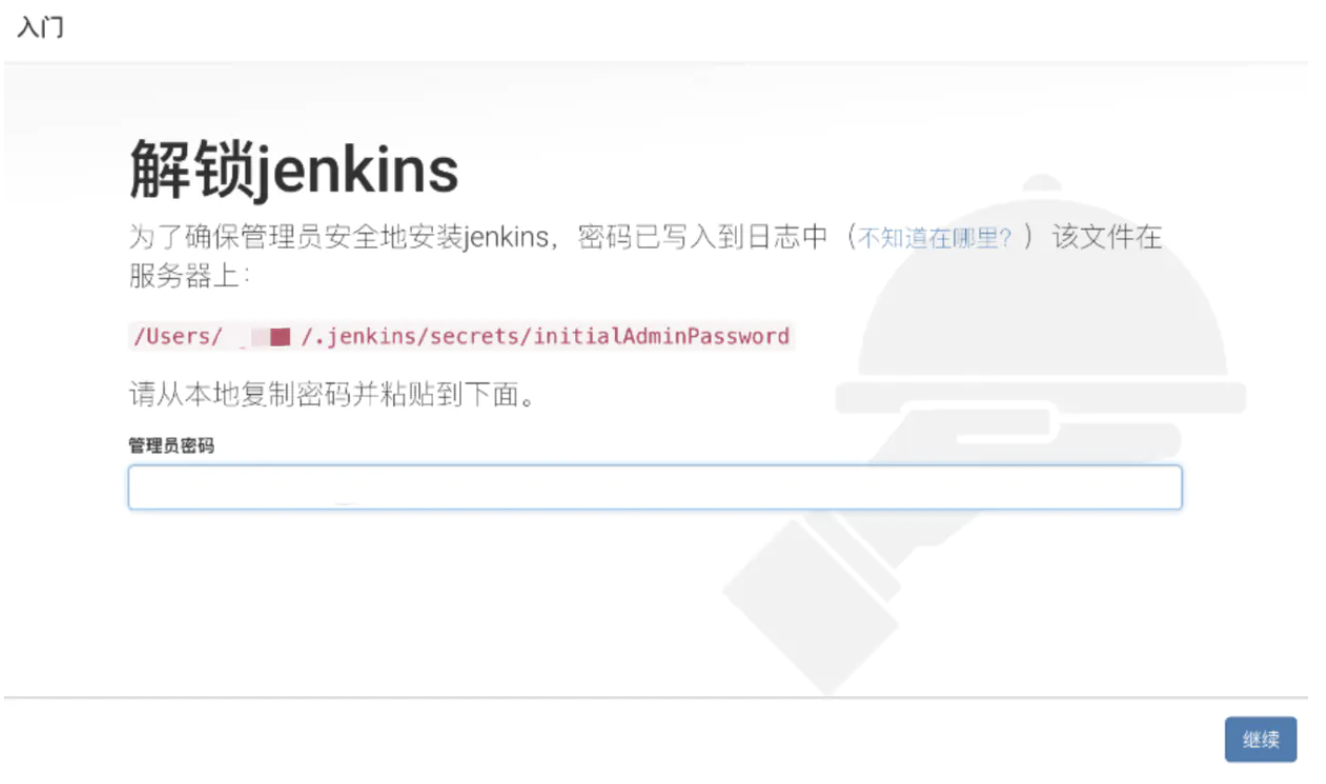 入门
解锁jenkins
为了确保管理员安全地安装jenkins，密码已写入到日志中（不知道在哪里？）该文件在
服务器上：
/Users/ /.jenkins/secrets/initialAdminPassword
请从本地复制密码并粘贴到下面。
管理员密码
继续